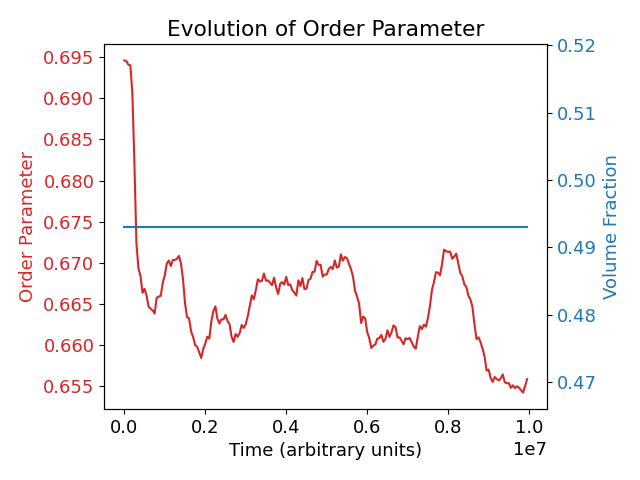 Evolution of Order Parameter
0.695
0.690
0.685
0.680
0.675
0.670
0.665
0.660
0.655
Order Parameter
0.52
0.51
0.50
0.49
0.48
0.47
Volume Fraction
0.0 0.2 0.4 0.6 0.8 1.0
1e7
Time (arbitrary units)